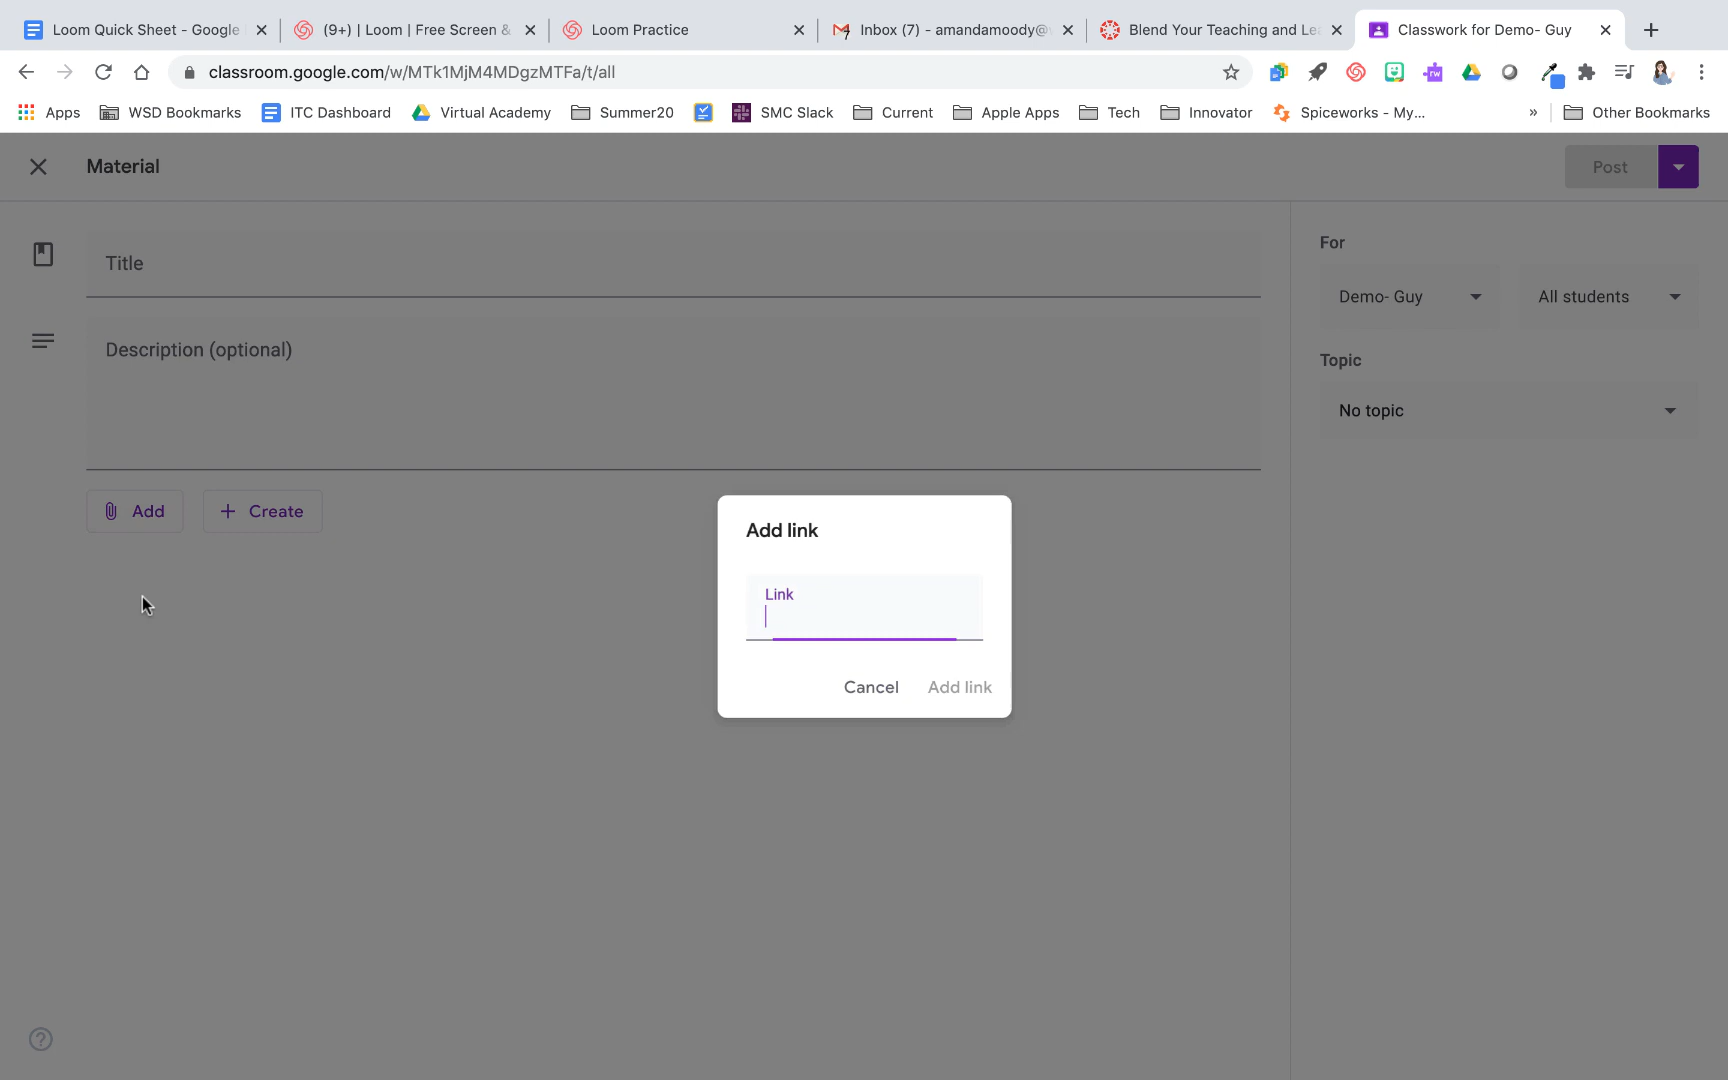 Loom Quick Sheet - Google
(9+) | Loom | Free Screen &
Loom Practice
Inbox (7) - amandamoody@
Blend Your Teaching and Le
Classwork for Demo- Guy
classroom.google.com/w/MTk1MjM4MDgzMTFa/t/all
Apps
WSD Bookmarks
ITC Dashboard
Virtual Academy
Summer20
SMC Slack
Current
Apple Apps
Tech
Innovator
Spiceworks - My...
»
Other Bookmarks
Material
Post
Title
For
Demo- Guy
All students
Description (optional)
Topic
No topic
Add
Create
Add link
Link
Cancel
Add link